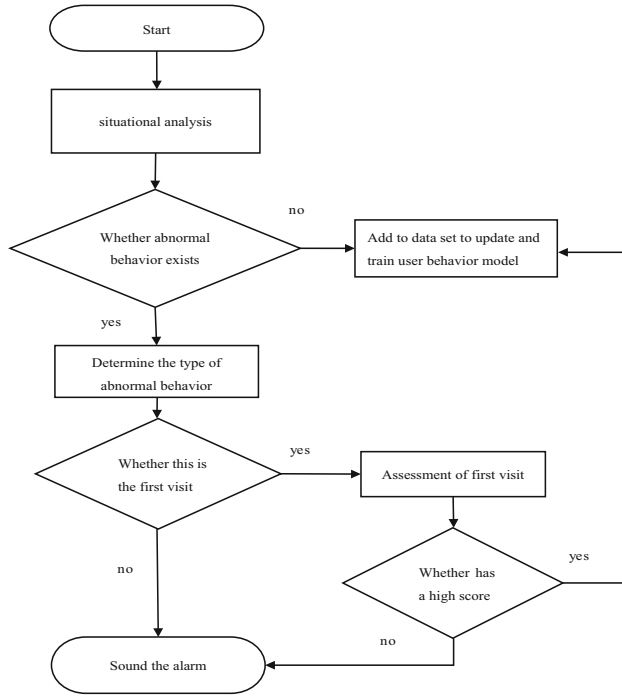 Start
situational analysis
Whether abnormal
behavior exists
no
Add to data set to update and
train user behavior model
yes
Determine the type of
abnormal behavior
Whether this is
the first visit
yes
Assessment of first visit
no
Whether has
a high score
yes
no
Sound the alarm